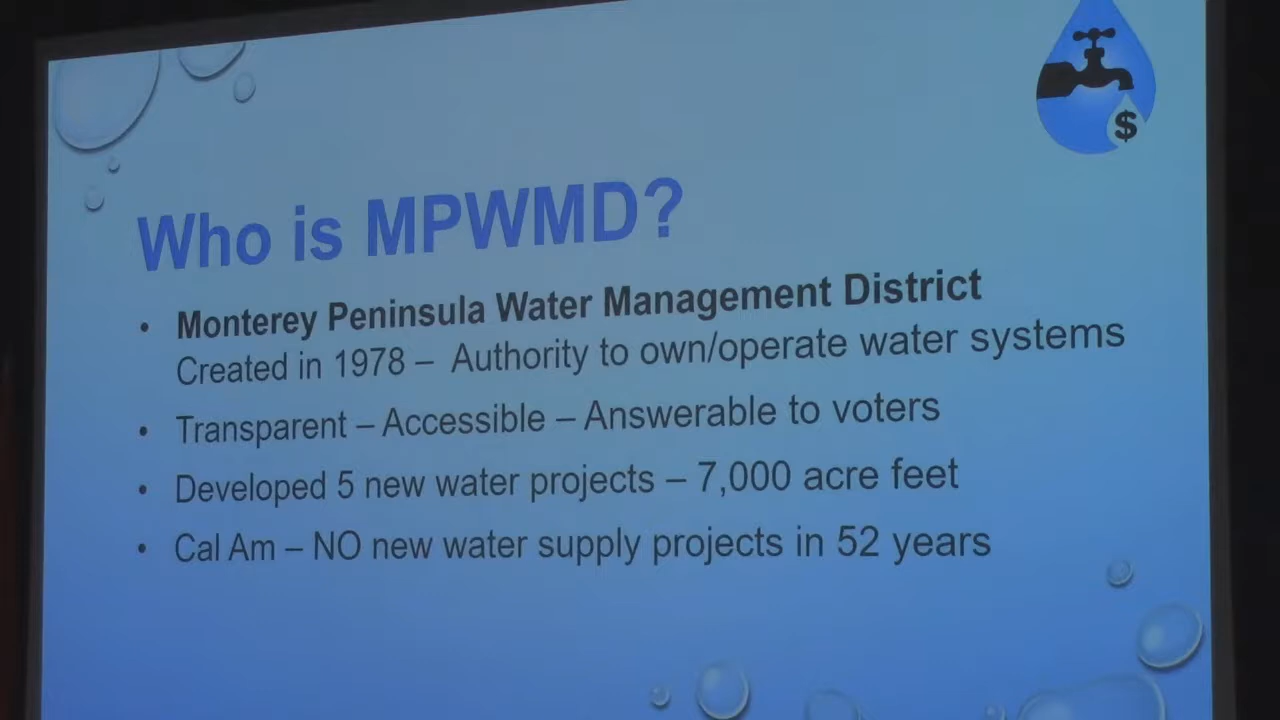 $
Who is MPWMD?
• Monterey Peninsula Water Management District
Created in 1978 – Authority to own/operate water systems
• Transparent – Accessible – Answerable to voters
• Developed 5 new water projects – 7,000 acre feet
• Cal Am – NO new water supply projects in 52 years